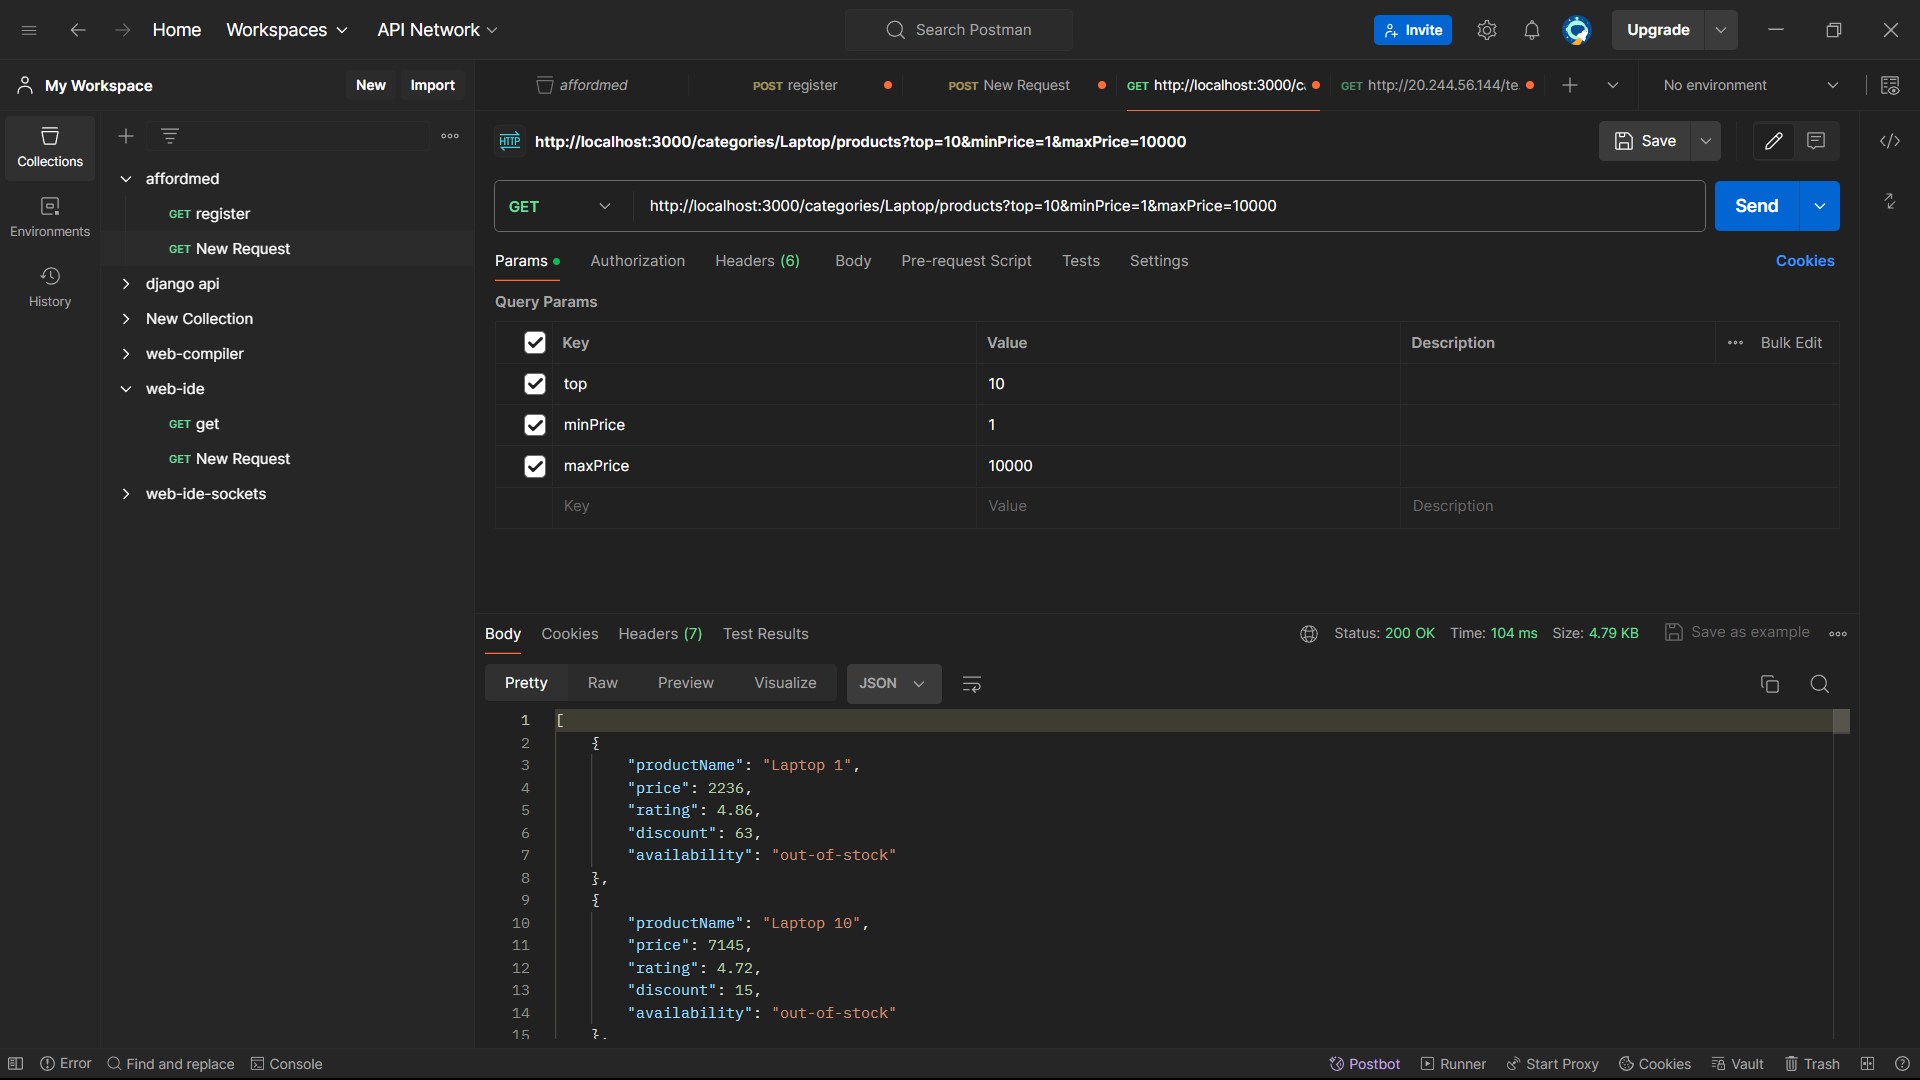 Home Workspaces API Network Search Postman Invite Upgrade
My Workspace New Import affordmed POST register POST New Request GET http://localhost:3000/c GET http://20.244.56.144/te No environment
Collections
Environments
History
affordmed
GET register
GET New Request
django api
New Collection
web-compiler
web-ide
GET get
GET New Request
web-ide-sockets
HTTP http://localhost:3000/categories/Laptop/products?top=10&minPrice=1&maxPrice=10000 Save
GET http://localhost:3000/categories/Laptop/products?top=10&minPrice=1&maxPrice=10000 Send
Params Authorization Headers (6) Body Pre-request Script Tests Settings Cookies
Query Params
Key Value Description Bulk Edit
top 10
minPrice 1
maxPrice 10000
Key Value Description
Body Cookies Headers (7) Test Results Status: 200 OK Time: 104 ms Size: 4.79 KB Save as example
Pretty Raw Preview Visualize JSON
1 [
2 {
3 "productName": "Laptop 1",
4 "price": 2236,
5 "rating": 4.86,
6 "discount": 63,
7 "availability": "out-of-stock"
8 },
9 {
10 "productName": "Laptop 10",
11 "price": 7145,
12 "rating": 4.72,
13 "discount": 15,
14 "availability": "out-of-stock"
15 },
Error Find and replace Console Postbot Runner Start Proxy Cookies Vault Trash